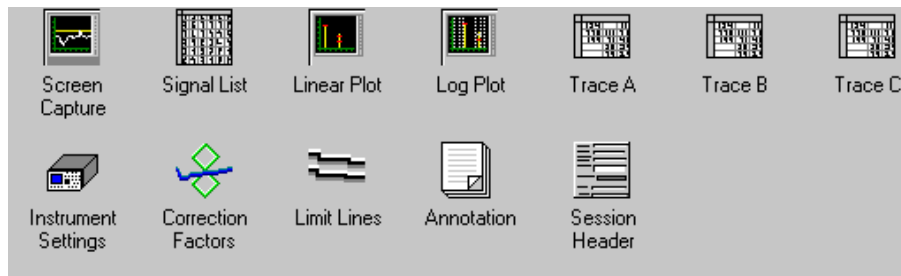 Screen Capture
Signal List
Linear Plot
Log Plot
Trace A
Trace B
Trace C
Instrument Settings
Correction Factors
Limit Lines
Annotation
Session Header